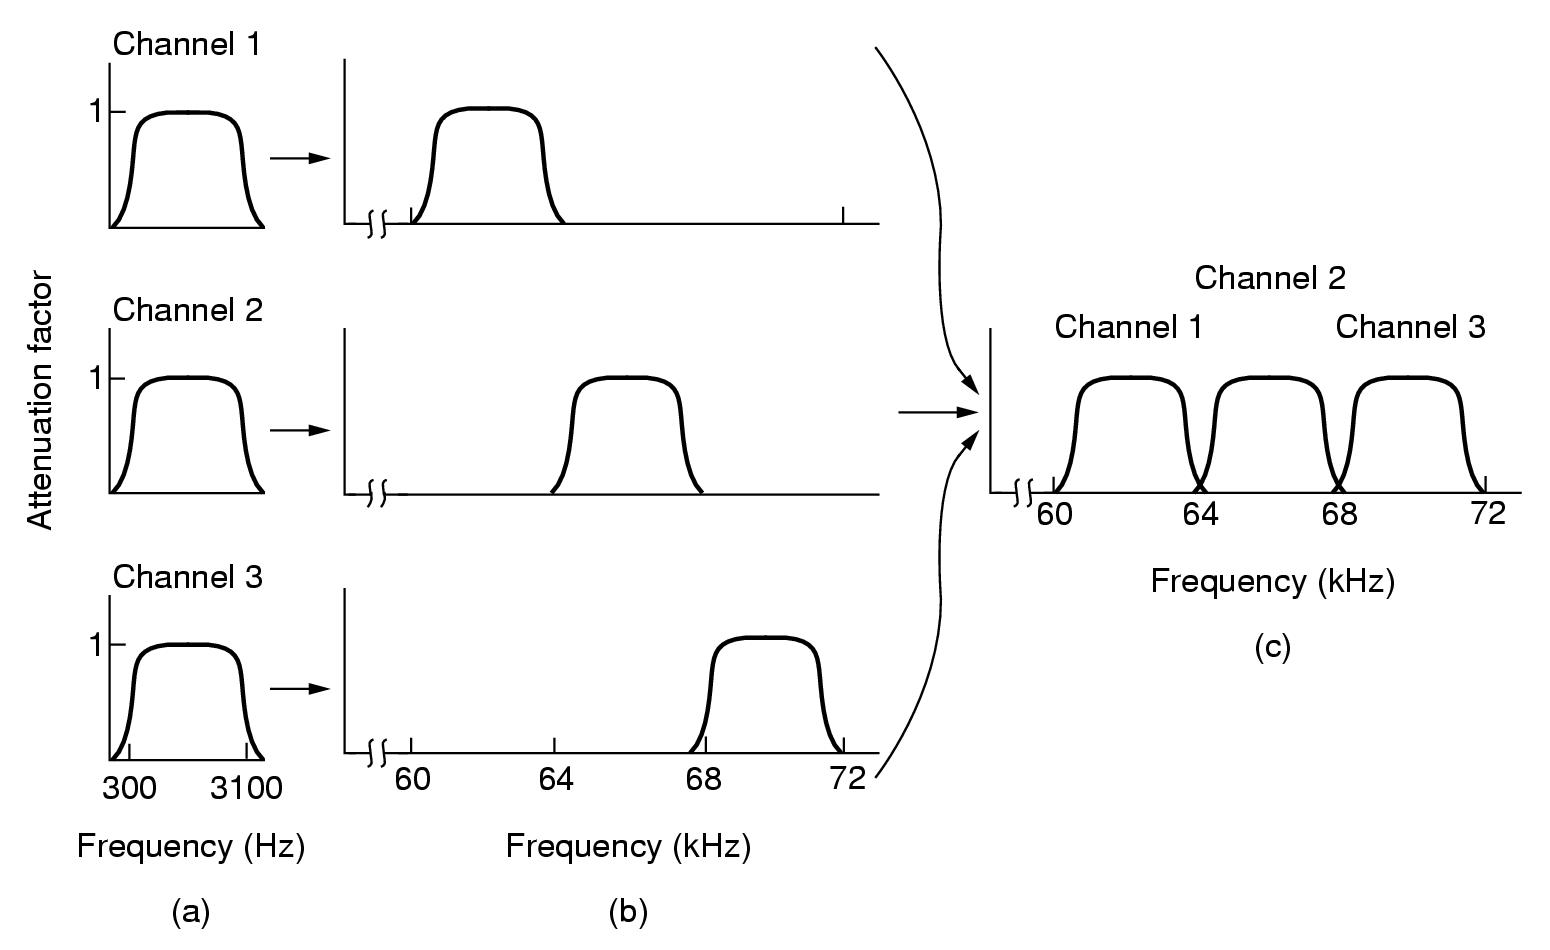 Channel 1
1
Channel 2
1
Attenuation factor
Channel 3
1
300 3100
Frequency (Hz)
(a)
60 64 68 72
Frequency (kHz)
(b)
Channel 2
Channel 1 Channel 3
60 64 68 72
Frequency (kHz)
(c)